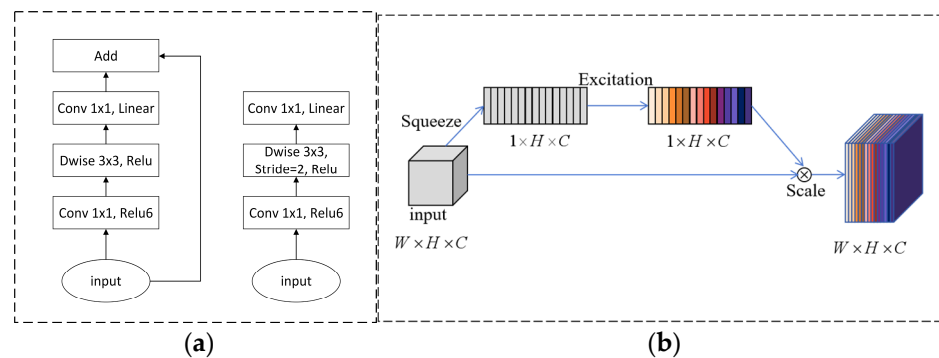 Add
Conv 1x1, Linear
Dwise 3x3, Relu
Conv 1x1, Relu6
input
Conv 1x1, Linear
Dwise 3x3,
Stride=2, Relu
Conv 1x1, Relu6
input
(a)
Squeeze
Excitation
1×H×C
1×H×C
input
W×H×C
Scale
W×H×C
(b)